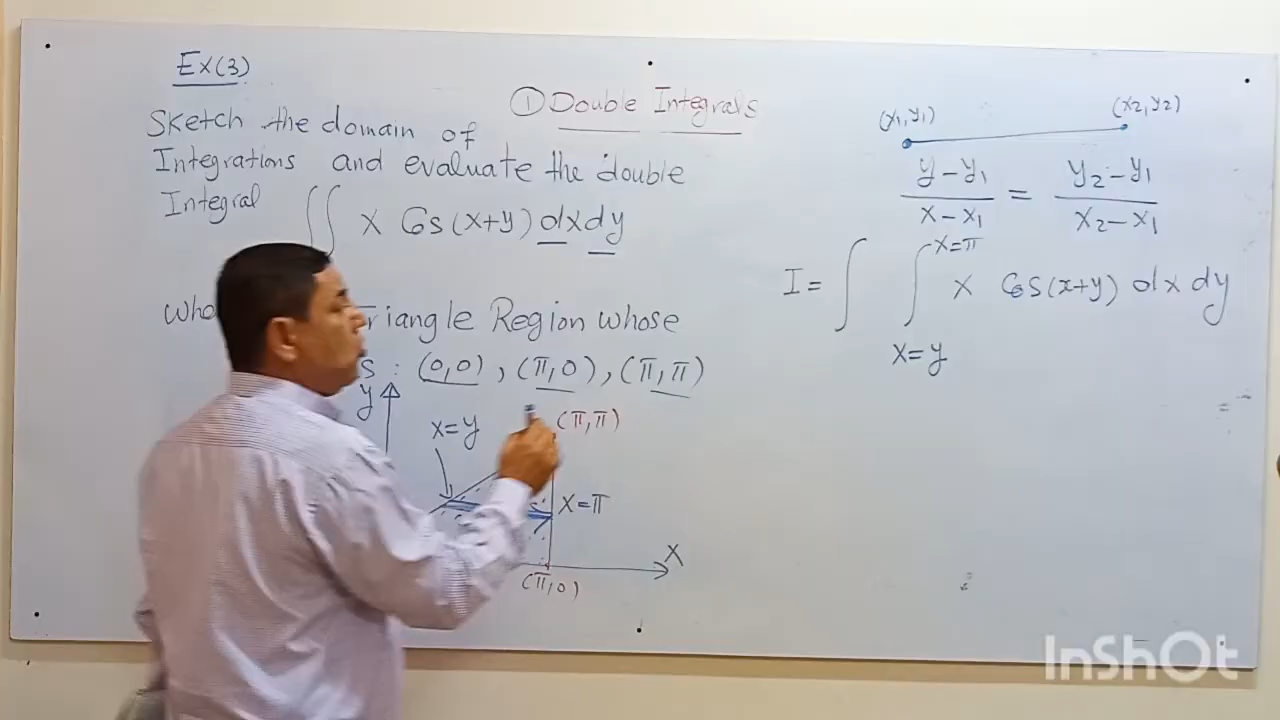 Ex(3)
① Double Integrals
Sketch the domain of
Integrations and evaluate the double
Integral ∬ x Cos(x+y) dx dy
Triangle Region whose
: (0,0), (π,0), (π,π)
y
x=y
(π,π)
x=π
x
(π,0)
(x1,y1)
(x2,y2)
y-y1 / x-x1 = y2-y1 / x2-x1
x=π
I = ∫ ∫ x Cos(x+y) dx dy
x=y
InShOt